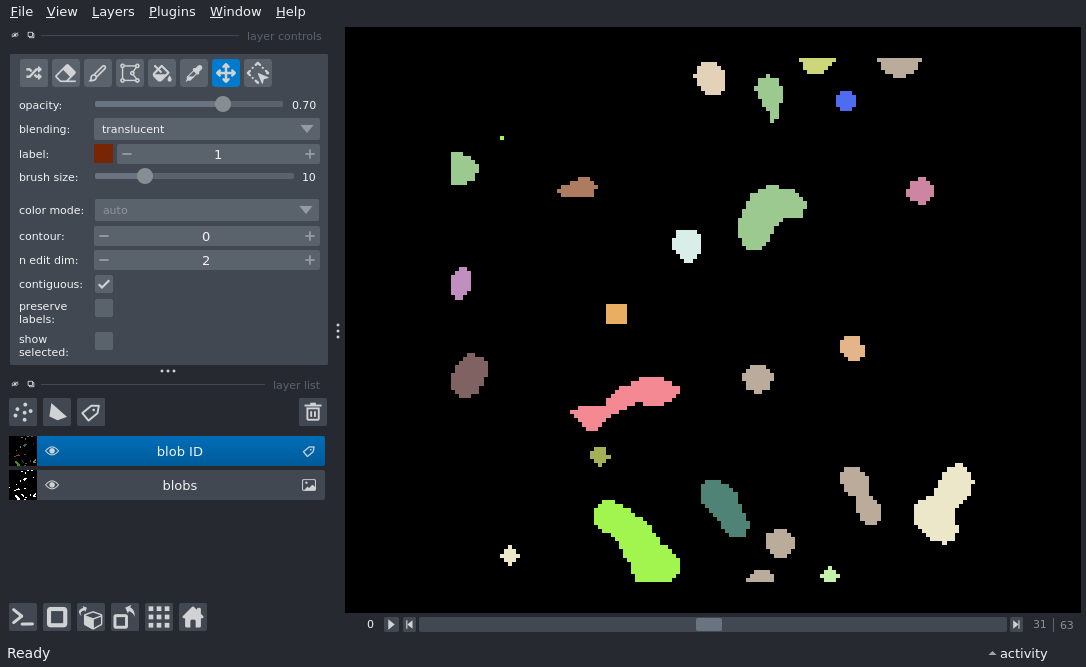 File View Layers Plugins Window Help
layer controls
opacity: 0.70
blending: translucent
label: 1
brush size: 10
color mode: auto
contour: 0
n edit dim: 2
contiguous:
preserve
labels:
show
selected:
layer list
blob ID
blobs
0 31 63
Ready activity